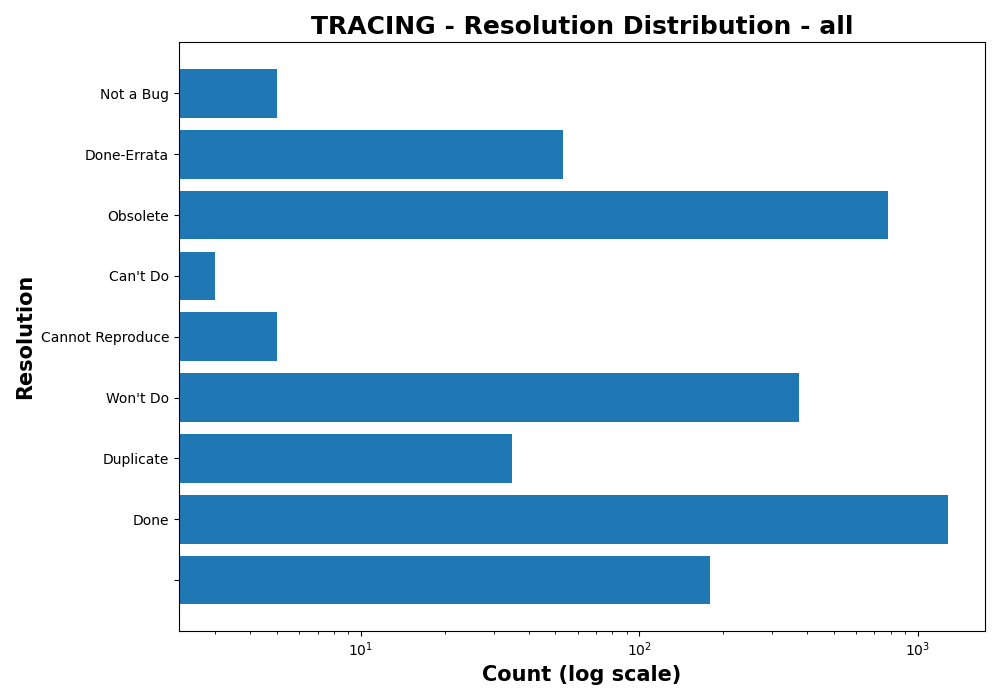 TRACING - Resolution Distribution - all
Not a Bug
Done-Errata
Obsolete
Can't Do
Cannot Reproduce
Won't Do
Duplicate
Done
Resolution
10¹
10²
10³
Count (log scale)